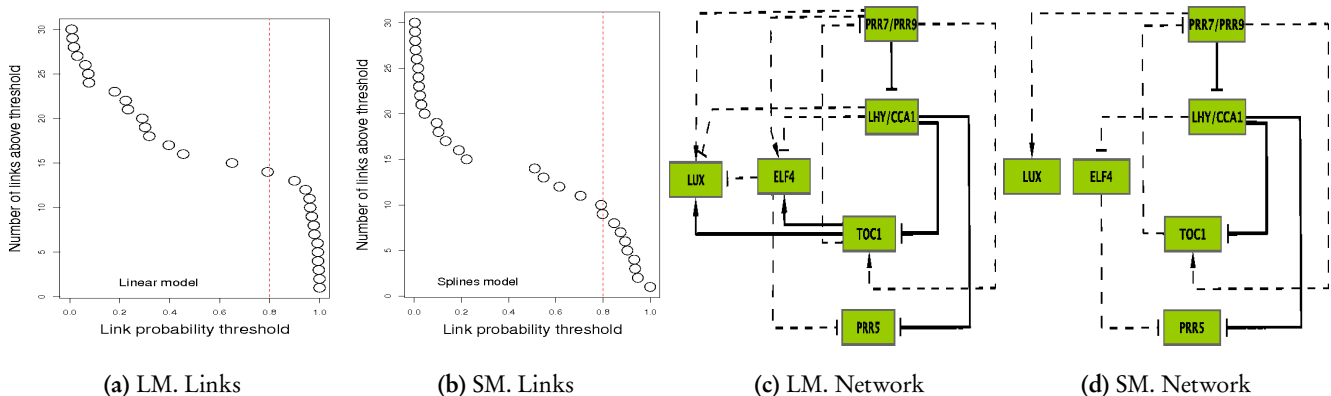 Number of links above threshold
30
25
20
15
10
5
0
Linear model
0.0 0.2 0.4 0.6 0.8 1.0
Link probability threshold
(a) LM. Links
Number of links above threshold
30
25
20
15
10
5
0
Splines model
0.0 0.2 0.4 0.6 0.8 1.0
Link probability threshold
(b) SM. Links
PRR7/PRR9
LHY/CCA1
LUX
ELF4
TOC1
PRR5
(c) LM. Network
PRR7/PRR9
LHY/CCA1
LUX
ELF4
TOC1
PRR5
(d) SM. Network